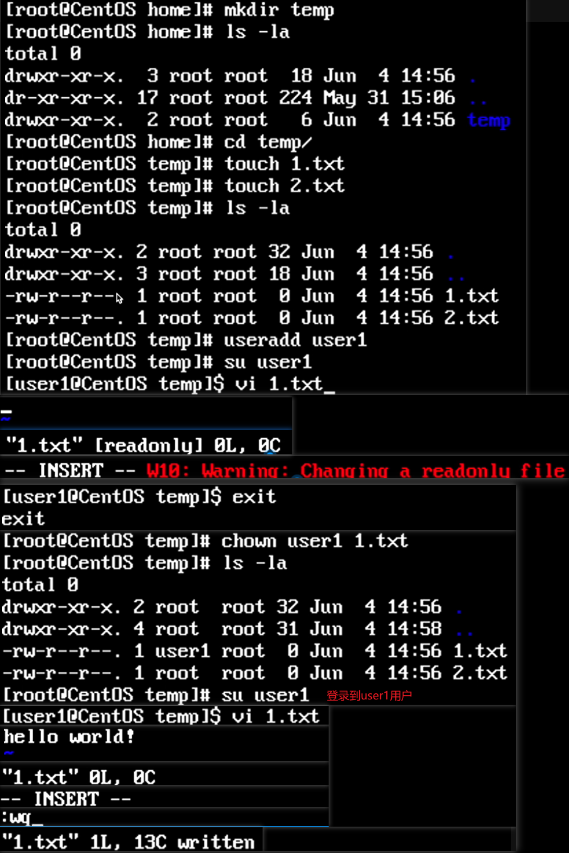 [root@CentOS home]# mkdir temp
[root@CentOS home]# ls -la
total 0
drwxr-xr-x.  3 root root  18 Jun  4 14:56 .
dr-xr-xr-x. 17 root root 224 May 31 15:06 ..
drwxr-xr-x.  2 root root   6 Jun  4 14:56 temp
[root@CentOS home]# cd temp/
[root@CentOS temp]# touch 1.txt
[root@CentOS temp]# touch 2.txt
[root@CentOS temp]# ls -la
total 0
drwxr-xr-x. 2 root root 32 Jun  4 14:56 .
drwxr-xr-x. 3 root root 18 Jun  4 14:56 ..
-rw-r--r--. 1 root root  0 Jun  4 14:56 1.txt
-rw-r--r--. 1 root root  0 Jun  4 14:56 2.txt
[root@CentOS temp]# useradd user1
[root@CentOS temp]# su user1
[user1@CentOS temp]$ vi 1.txt_
~
"1.txt" [readonly] 0L, 0C
-- INSERT -- W10: Warning: Changing a readonly file
[user1@CentOS temp]$ exit
exit
[root@CentOS temp]# chown user1 1.txt
[root@CentOS temp]# ls -la
total 0
drwxr-xr-x. 2 root  root 32 Jun  4 14:56 .
drwxr-xr-x. 4 root  root 31 Jun  4 14:58 ..
-rw-r--r--. 1 user1 root  0 Jun  4 14:56 1.txt
-rw-r--r--. 1 root  root  0 Jun  4 14:56 2.txt
[root@CentOS temp]# su user1 登录到user1用户
[user1@CentOS temp]$ vi 1.txt
hello world!
~
"1.txt" 0L, 0C
-- INSERT --
:wq_
"1.txt" 1L, 13C written